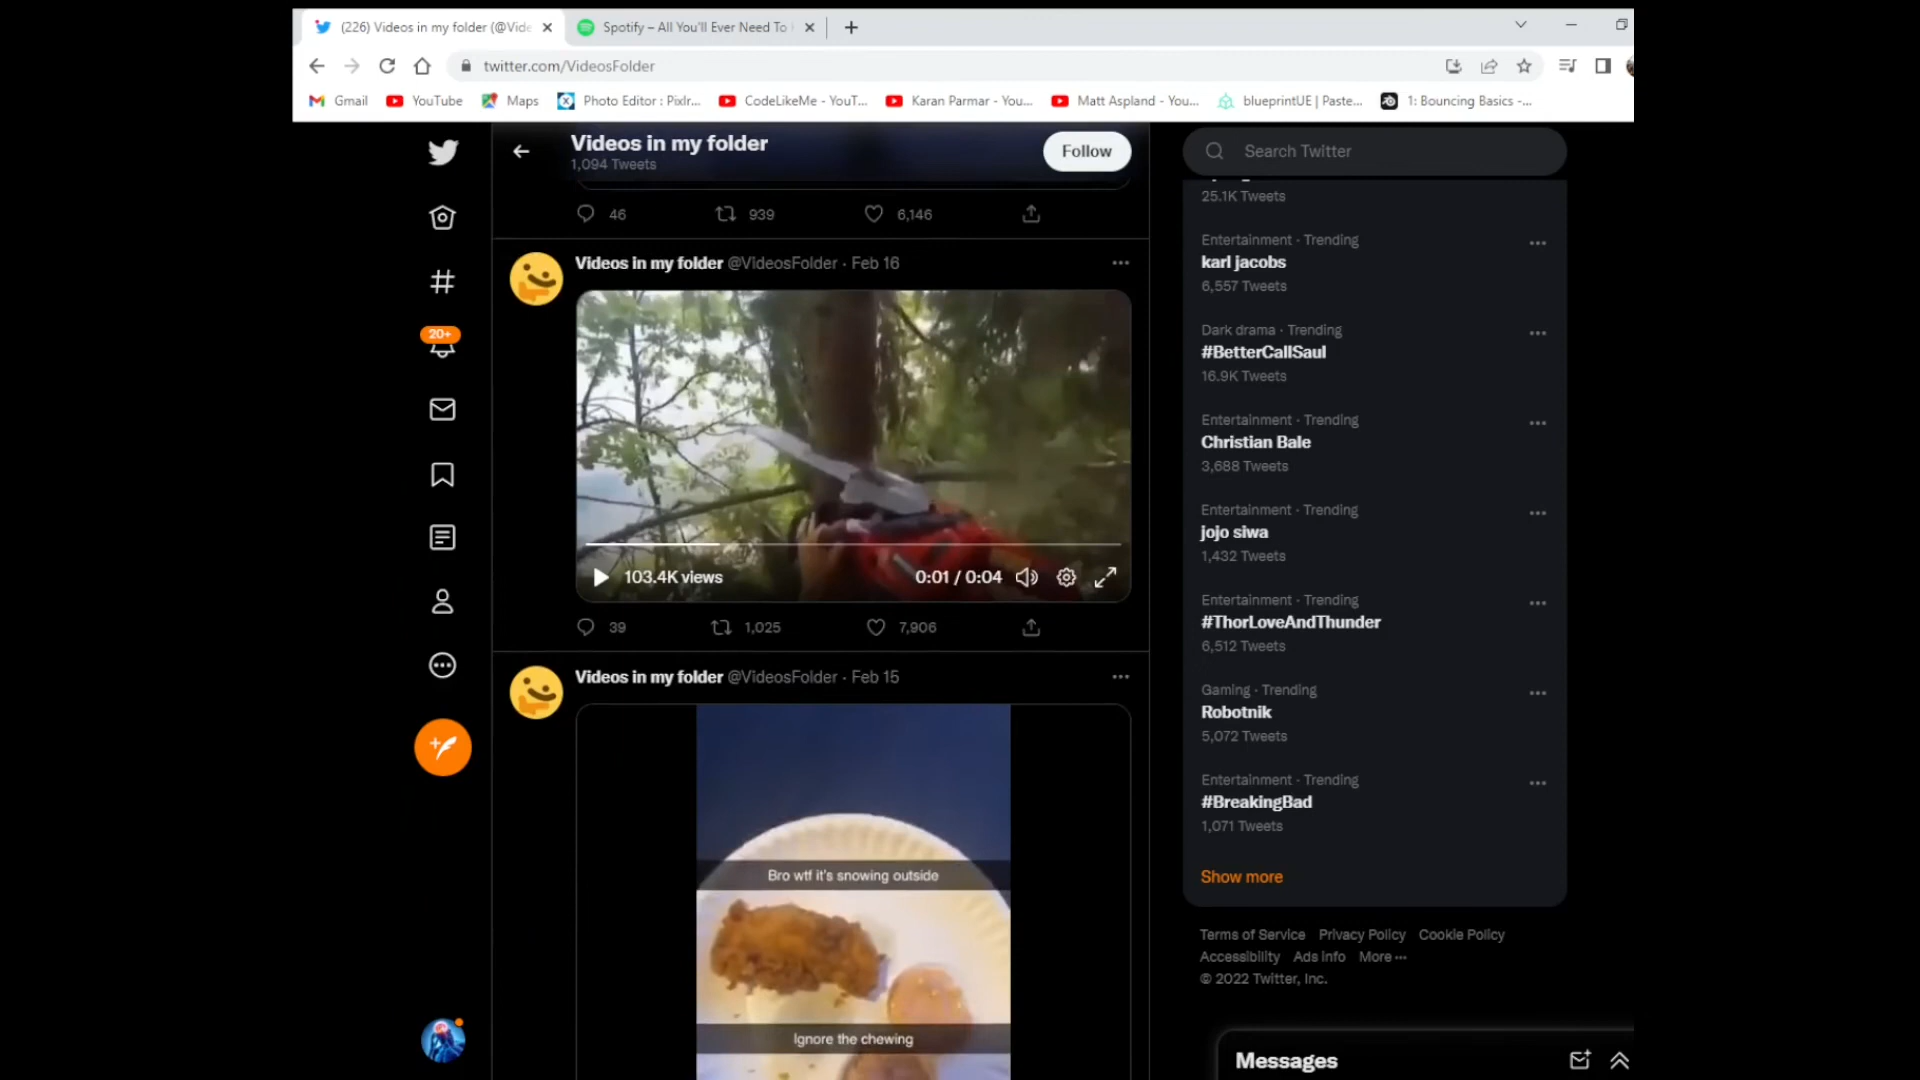 (226) Videos in my folder (@Vide
Spotify – All You'll Ever Need To
twitter.com/VideosFolder
Gmail
YouTube
Maps
Photo Editor : Pixlr...
CodeLikeMe - YouT...
Karan Parmar - You...
Matt Aspland - You...
blueprintUE | Paste...
1: Bouncing Basics -...
Videos in my folder
1,094 Tweets
Follow
Search Twitter
46
939
6,146
20+
Videos in my folder @VideosFolder · Feb 16
103.4K views
0:01 / 0:04
39
1,025
7,906
Videos in my folder @VideosFolder · Feb 15
Bro wtf it's snowing outside
Ignore the chewing
25.1K Tweets
Entertainment · Trending
karl jacobs
6,557 Tweets
Dark drama · Trending
#BetterCallSaul
16.9K Tweets
Entertainment · Trending
Christian Bale
3,688 Tweets
Entertainment · Trending
jojo siwa
1,432 Tweets
Entertainment · Trending
#ThorLoveAndThunder
6,512 Tweets
Gaming · Trending
Robotnik
5,072 Tweets
Entertainment · Trending
#BreakingBad
1,071 Tweets
Show more
Terms of Service Privacy Policy Cookie Policy
Accessibility Ads info More ···
© 2022 Twitter, Inc.
Messages